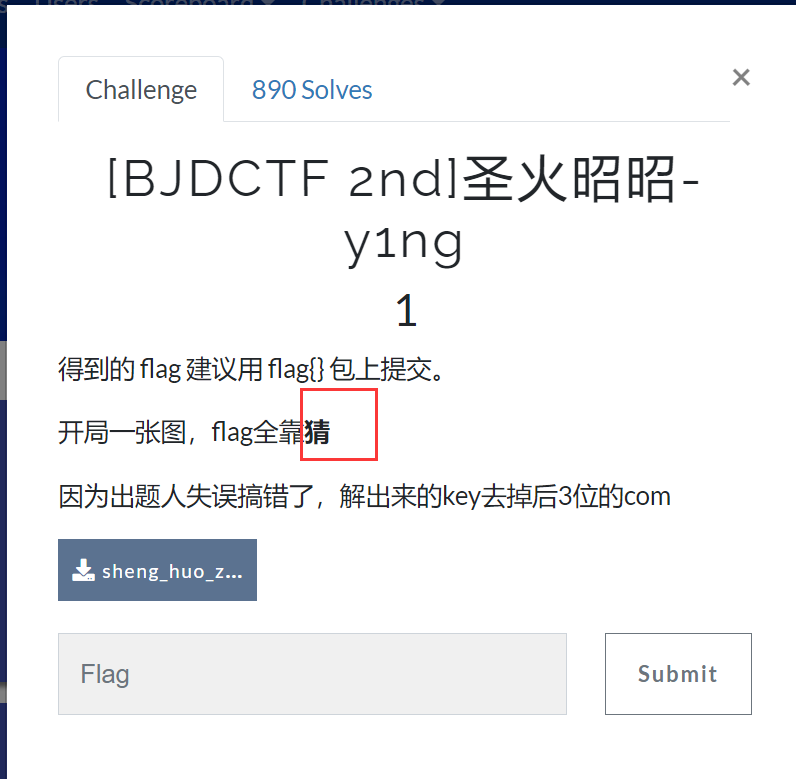 Challenge
890 Solves
×
[BJDCTF 2nd]圣火昭昭-
y1ng
1
得到的 flag 建议用 flag{} 包上提交。
开局一张图，flag全靠猜
因为出题人失误搞错了，解出来的key去掉后3位的com
sheng_huo_z...
Flag
Submit